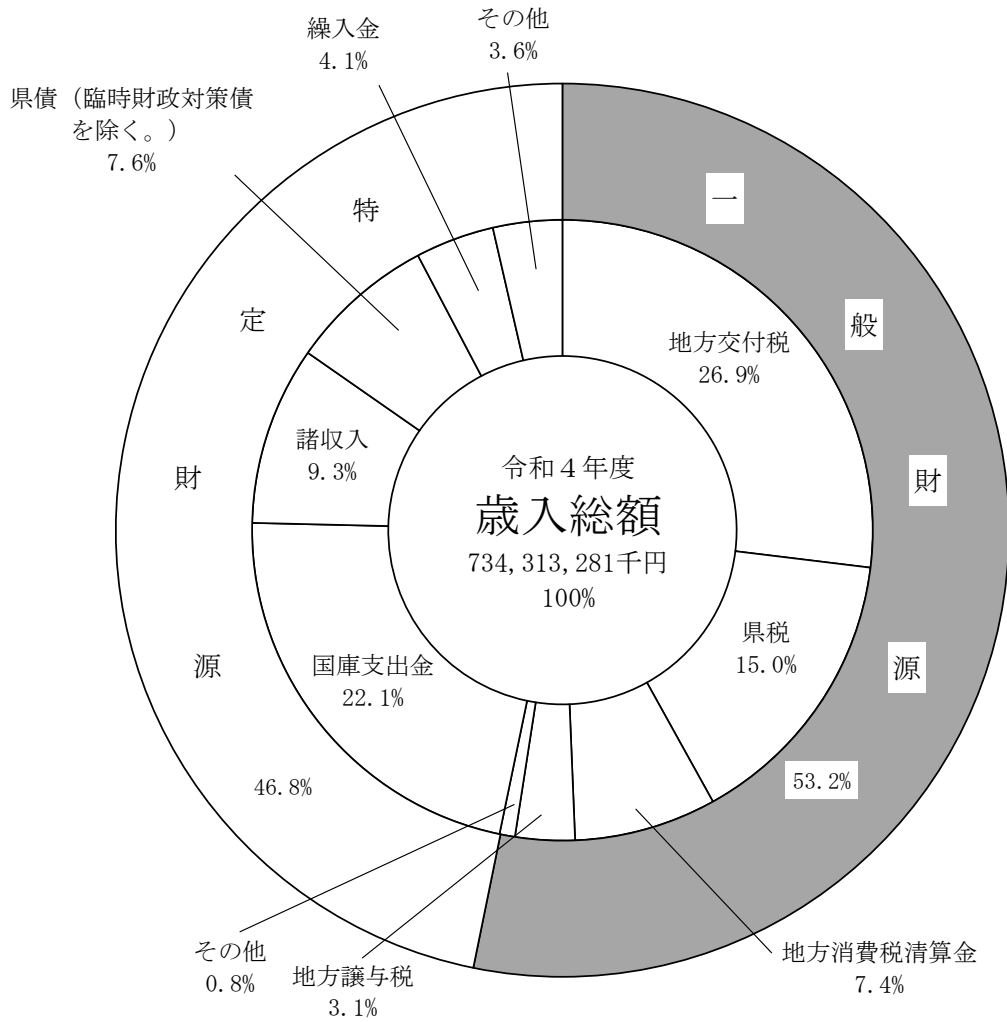 繰入金
4.1%
その他
3.6%
県債（臨時財政対策債
を除く。）
7.6%
特
定
財
源
46.8%
一
般
財
源
53.2%
地方交付税
26.9%
諸収入
9.3%
令和４年度
歳入総額
734,313,281千円
100%
県税
15.0%
国庫支出金
22.1%
その他
0.8%
地方譲与税
3.1%
地方消費税清算金
7.4%